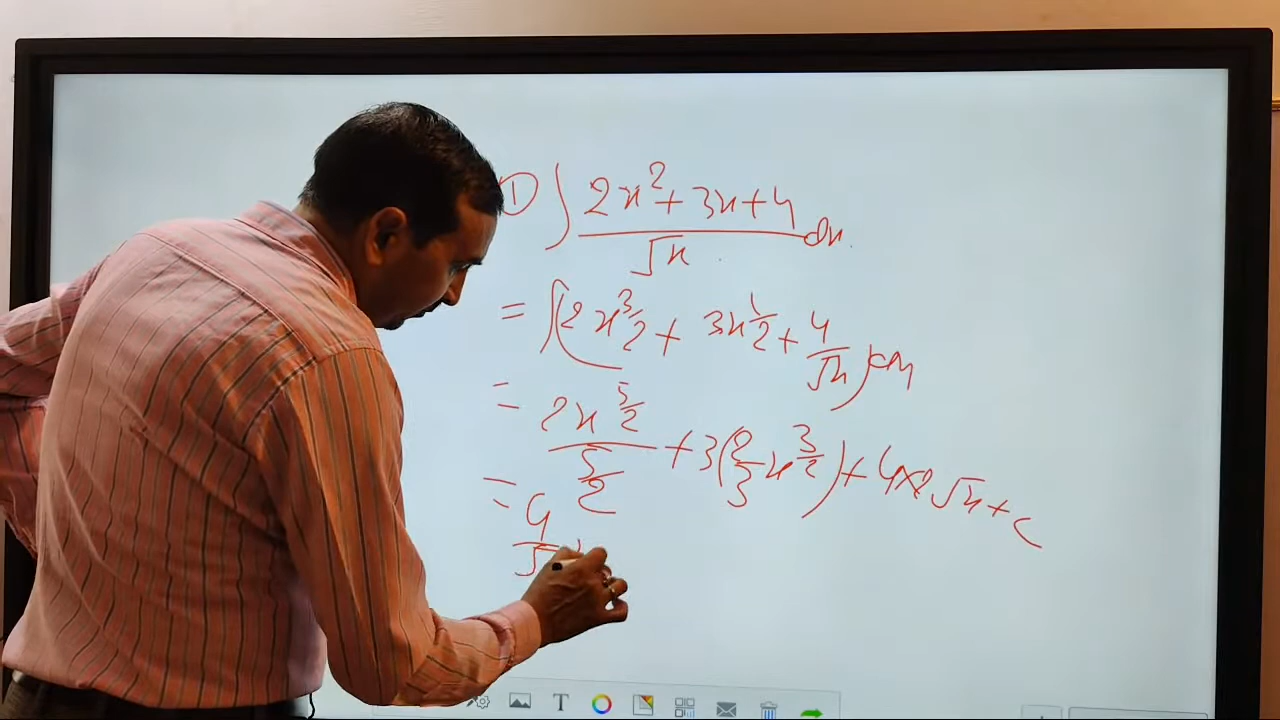 ① ∫ (2x² + 3x + 4)/√x dx
= ∫(2x^(3/2) + 3x^(1/2) + 4/√x) dx
= 2x^(5/2)/(5/2) + 3(2/3 x^(3/2)) + 4×2√x + c
= 4/5
T